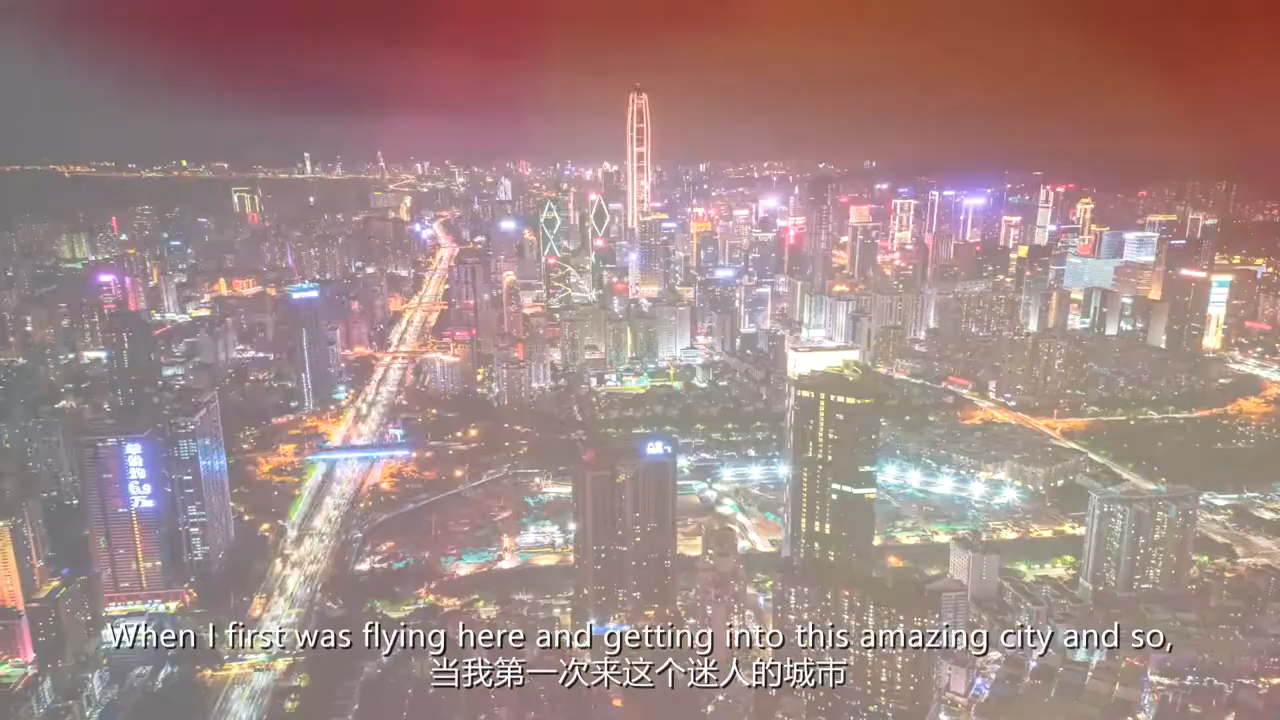 When I first was flying here and getting into this amazing city and so,
当我第一次来这个迷人的城市